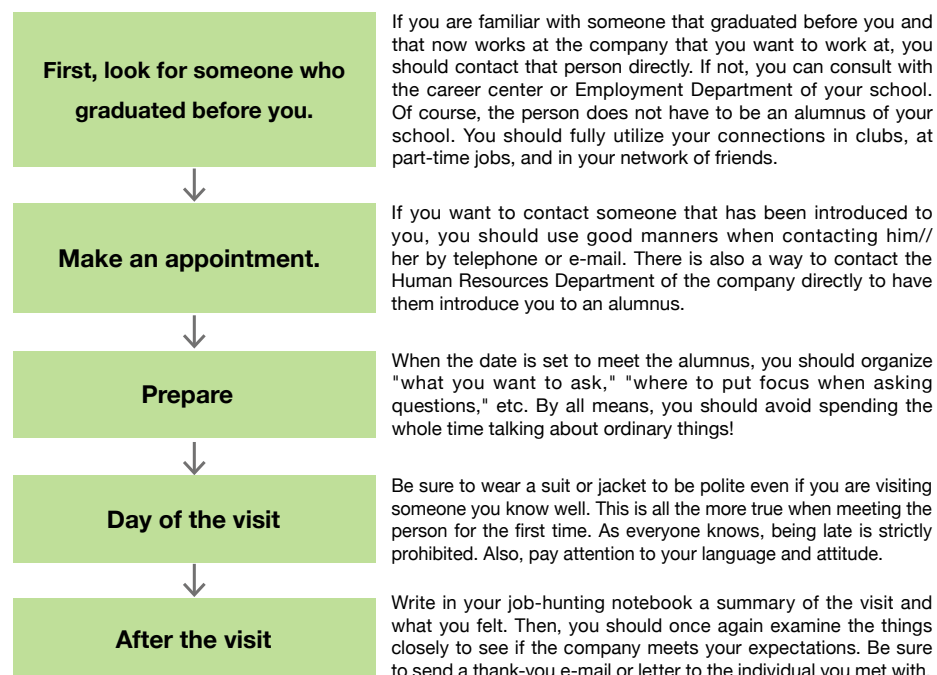 First, look for someone who
graduated before you.
If you are familiar with someone that graduated before you and
that now works at the company that you want to work at, you
should contact that person directly. If not, you can consult with
the career center or Employment Department of your school.
Of course, the person does not have to be an alumnus of your
school. You should fully utilize your connections in clubs, at
part-time jobs, and in your network of friends.
Make an appointment.
If you want to contact someone that has been introduced to
you, you should use good manners when contacting him//
her by telephone or e-mail. There is also a way to contact the
Human Resources Department of the company directly to have
them introduce you to an alumnus.
Prepare
When the date is set to meet the alumnus, you should organize
"what you want to ask," "where to put focus when asking
questions," etc. By all means, you should avoid spending the
whole time talking about ordinary things!
Day of the visit
Be sure to wear a suit or jacket to be polite even if you are visiting
someone you know well. This is all the more true when meeting the
person for the first time. As everyone knows, being late is strictly
prohibited. Also, pay attention to your language and attitude.
After the visit
Write in your job-hunting notebook a summary of the visit and
what you felt. Then, you should once again examine the things
closely to see if the company meets your expectations. Be sure
to send a thank-you e-mail or letter to the individual you met with.